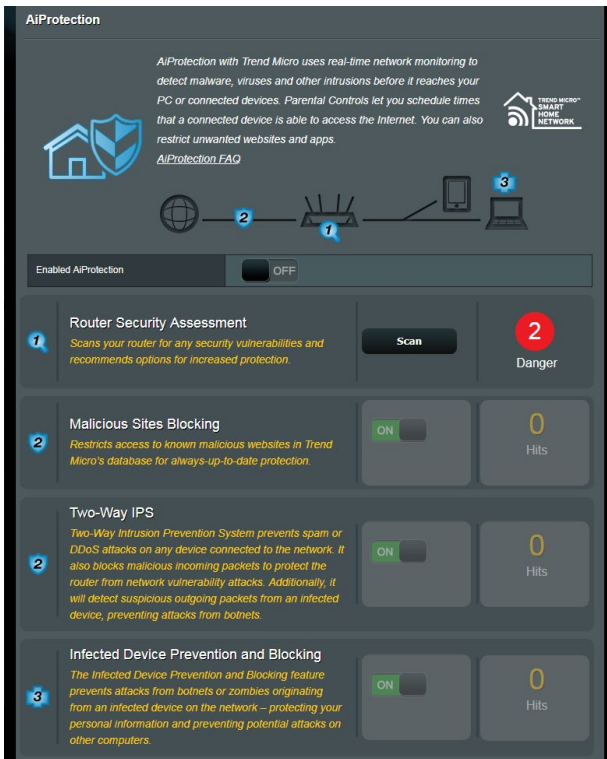 AiProtection
AiProtection with Trend Micro uses real-time network monitoring to
detect malware, viruses and other intrusions before it reaches your
PC or connected devices. Parental Controls let you schedule times
that a connected device is able to access the Internet. You can also
restrict unwanted websites and apps.
AiProtection FAQ
TREND MICRO™
SMART
HOME
NETWORK
3
2
1
Enabled AiProtection
OFF
1
Router Security Assessment
Scans your router for any security vulnerabilities and
recommends options for increased protection.
Scan
2
Danger
2
Malicious Sites Blocking
Restricts access to known malicious websites in Trend
Micro's database for always-up-to-date protection.
ON
0
Hits
2
Two-Way IPS
Two-Way Intrusion Prevention System prevents spam or
DDoS attacks on any device connected to the network. It
also blocks malicious incoming packets to protect the
router from network vulnerability attacks. Additionally, it
will detect suspicious outgoing packets from an infected
device, preventing attacks from botnets.
ON
0
Hits
3
Infected Device Prevention and Blocking
The Infected Device Prevention and Blocking feature
prevents attacks from botnets or zombies originating
from an infected device on the network – protecting your
personal information and preventing potential attacks on
other computers.
ON
0
Hits